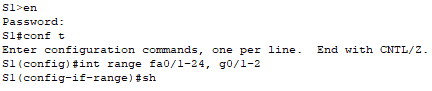 S1>en
Password:
S1#conf t
Enter configuration commands, one per line.  End with CNTL/Z.
S1(config)#int range fa0/1-24, g0/1-2
S1(config-if-range)#sh